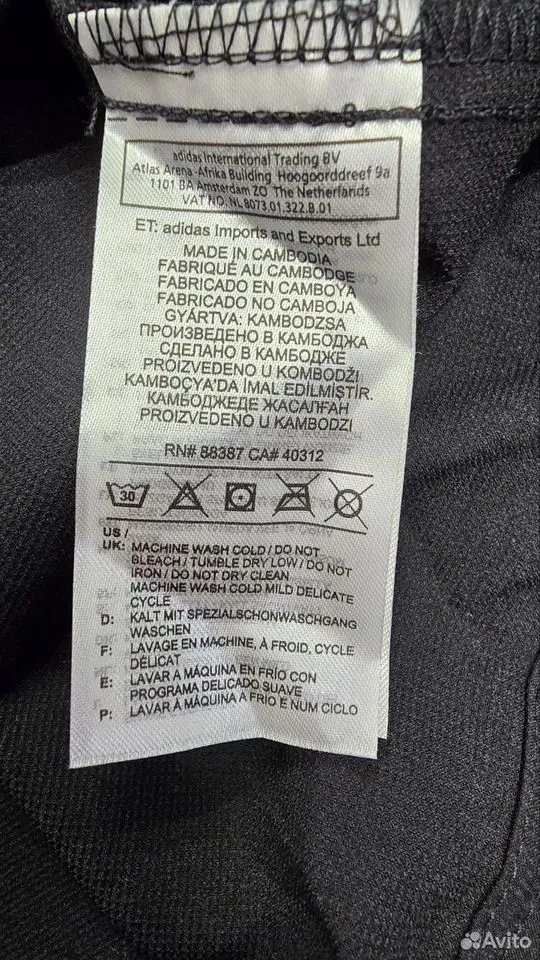 adidas International Trading BV
Atlas Arena -Afrika Building Hoogoorddreef 9a
1101 BA Amsterdam ZO The Netherlands
VAT NO. NL 8073.01.322.B.01
ET: adidas Imports and Exports Ltd
MADE IN CAMBODIA
FABRIQUÉ AU CAMBODGE
FABRICADO EN CAMBOYA
FABRICADO NO CAMBOJA
GYÁRTVA: KAMBODZSA
ПРОИЗВЕДЕНО В КАМБОДЖА
СДЕЛАНО В КАМБОДЖЕ
PROIZVEDENO U KOMBODŽI
KAMBOÇYA'DA İMAL EDİLMİŞTİR.
КАМБОДЖЕДЕ ЖАСАЛҒАН
PROIZVEDENO U KAMBODZI
RN# 88387 CA# 40312
30
US /
UK: MACHINE WASH COLD / DO NOT
BLEACH / TUMBLE DRY LOW / DO NOT
IRON / DO NOT DRY CLEAN
MACHINE WASH COLD MILD DELICATE
CYCLE
D: KALT MIT SPEZIALSCHONWASCHGANG
WASCHEN
F: LAVAGE EN MACHINE, À FROID, CYCLE
DÉLICAT
E: LAVAR A MÁQUINA EN FRÍO CON
PROGRAMA DELICADO SUAVE
P: LAVAR À MÁQUINA A FRIO E NUM CICLO
Avito